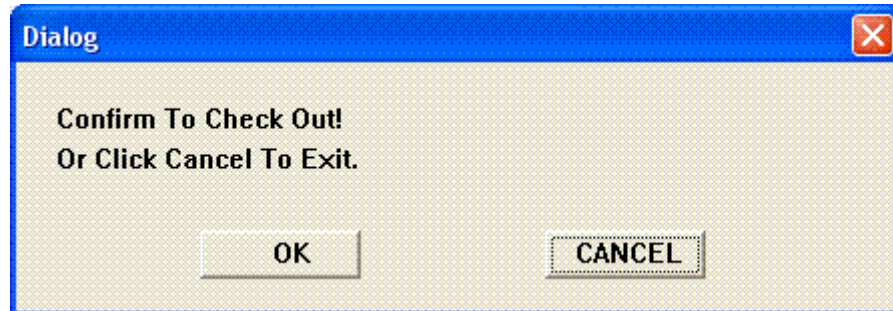 Dialog
Confirm To Check Out!
Or Click Cancel To Exit.
OK
CANCEL